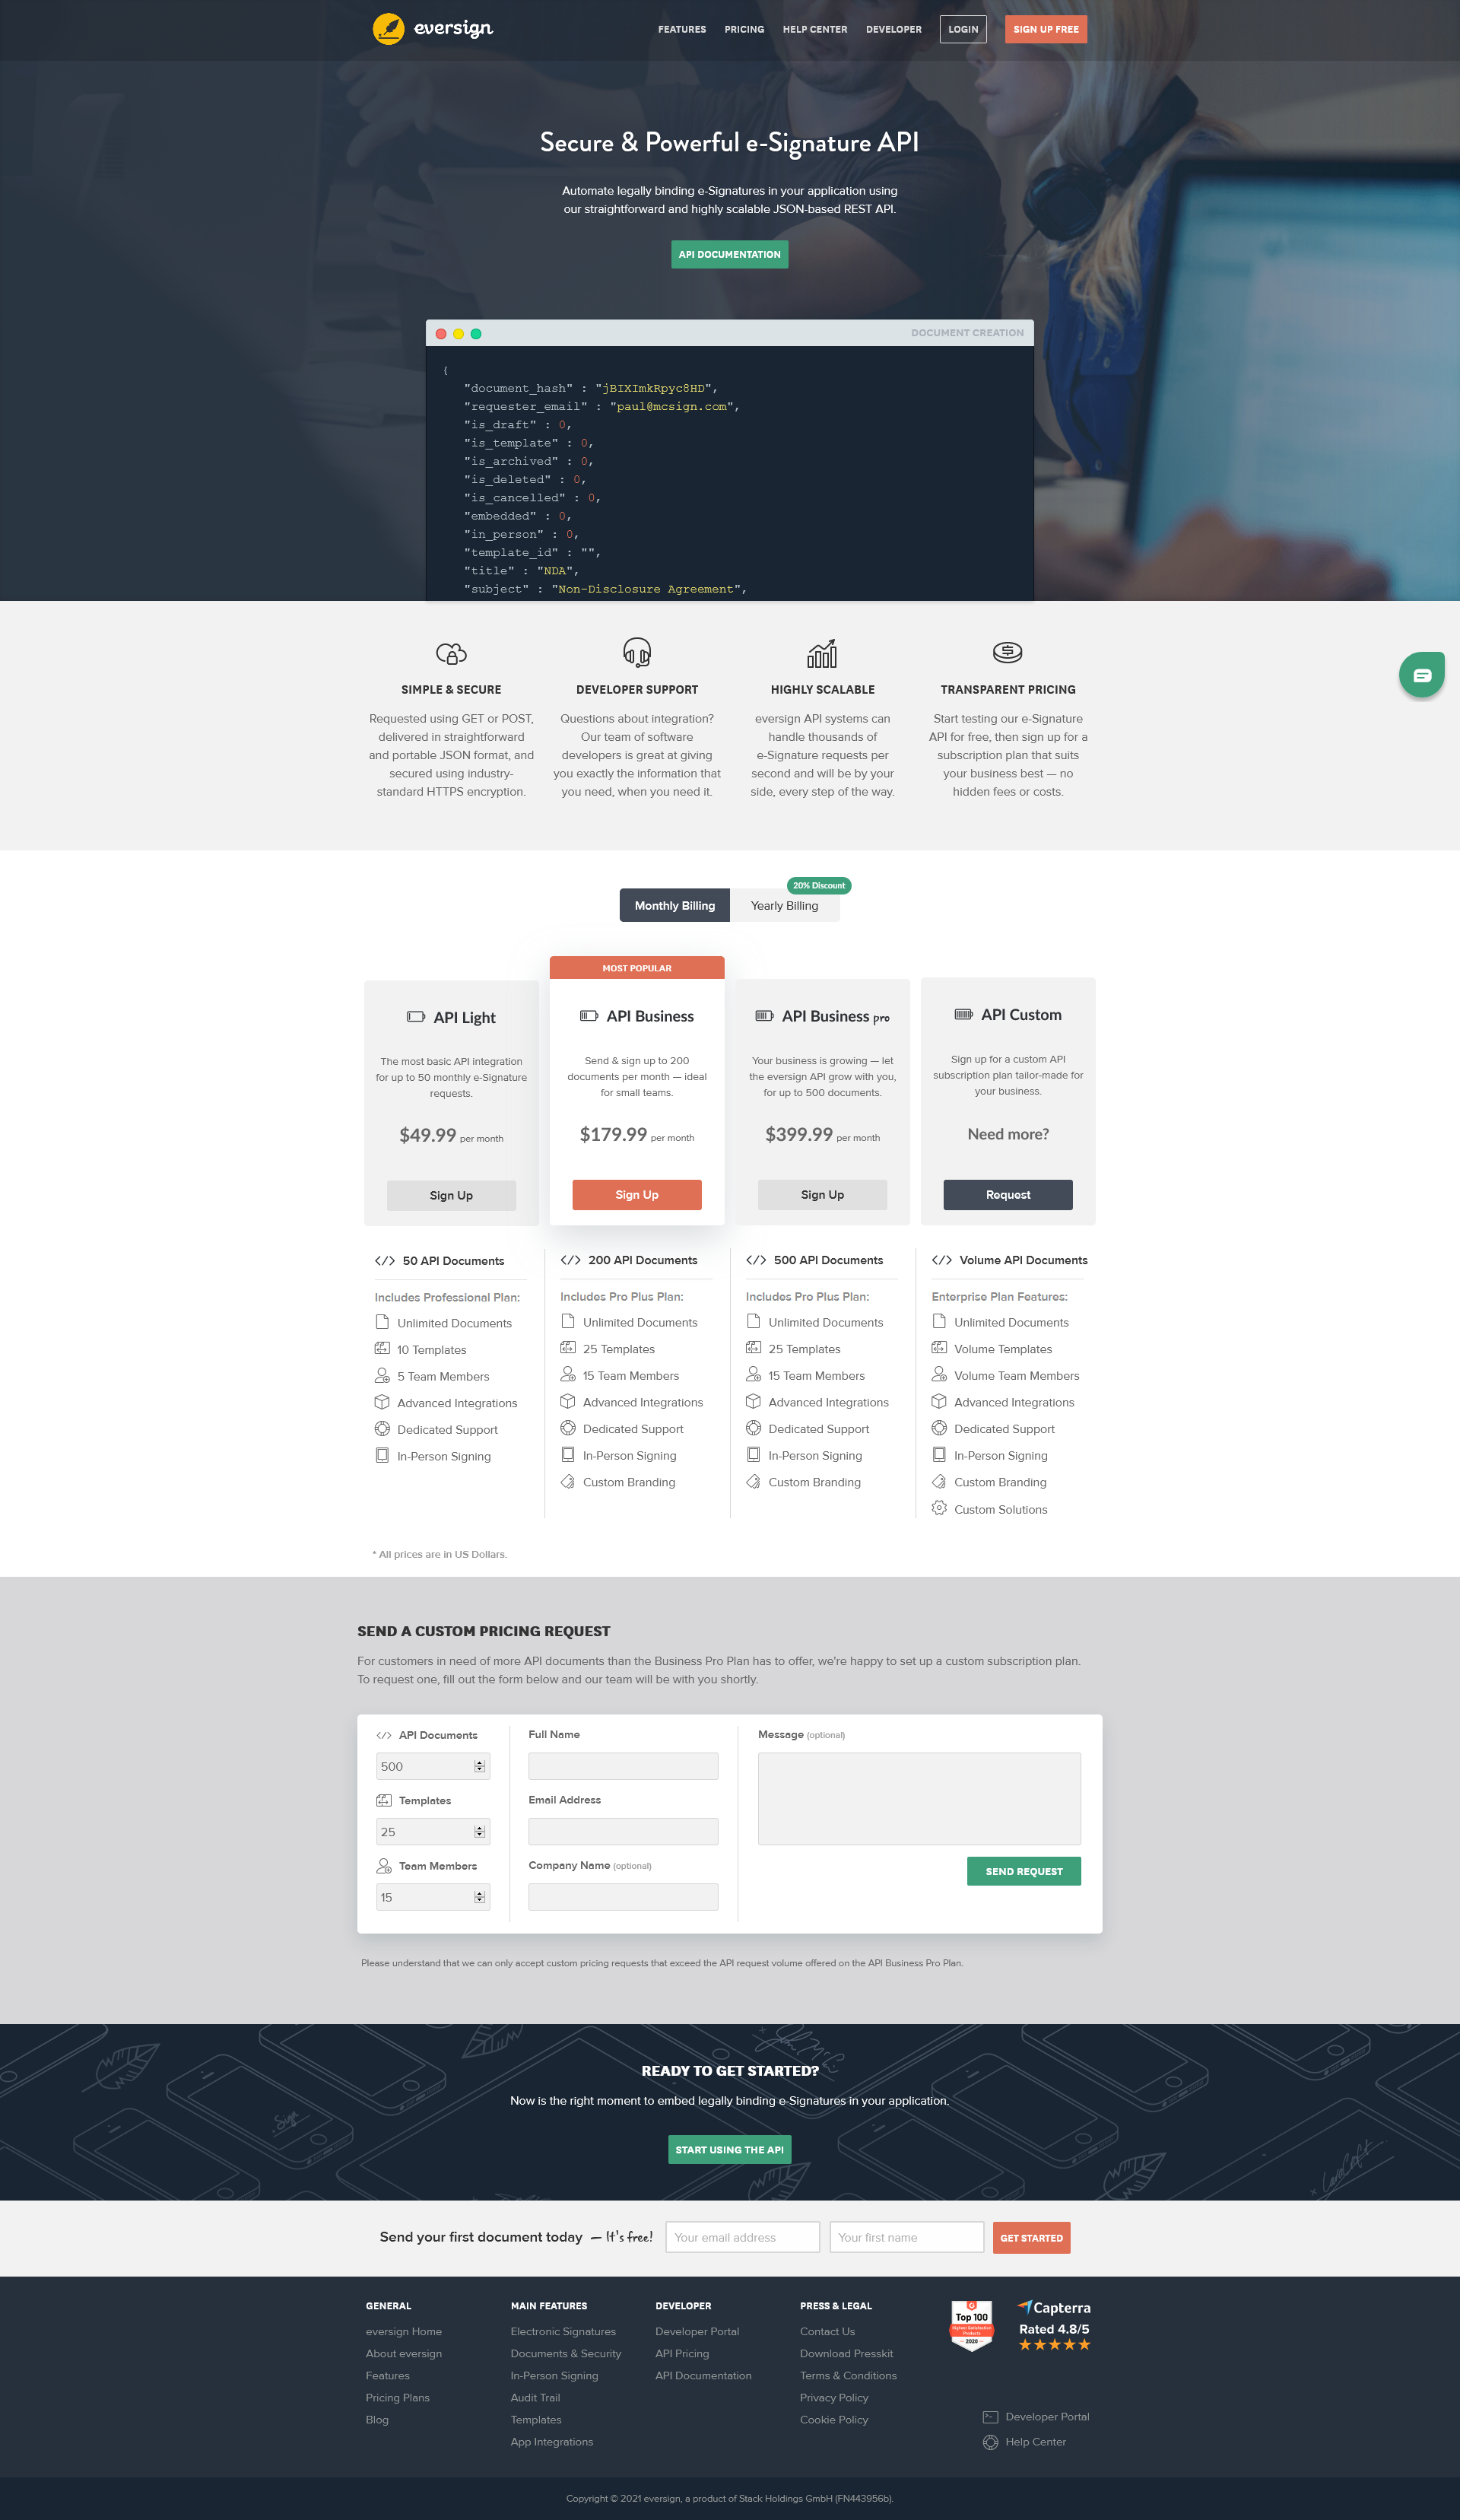 eversign
FEATURES PRICING HELP CENTER DEVELOPER LOGIN SIGN UP FREE
Secure & Powerful e-Signature API
Automate legally binding e-Signatures in your application using
our straightforward and highly scalable JSON-based REST API.
API DOCUMENTATION
DOCUMENT CREATION
{
"document_hash" : "jBIXImkRpyc8HD",
"requester_email" : "paul@mcsign.com",
"is_draft" : 0,
"is_template" : 0,
"is_archived" : 0,
"is_deleted" : 0,
"is_cancelled" : 0,
"embedded" : 0,
"in_person" : 0,
"template_id" : "",
"title" : "NDA",
"subject" : "Non-Disclosure Agreement",
SIMPLE & SECURE
Requested using GET or POST,
delivered in straightforward
and portable JSON format, and
secured using industry-
standard HTTPS encryption.
DEVELOPER SUPPORT
Questions about integration?
Our team of software
developers is great at giving
you exactly the information that
you need, when you need it.
HIGHLY SCALABLE
eversign API systems can
handle thousands of
e-Signature requests per
second and will be by your
side, every step of the way.
TRANSPARENT PRICING
Start testing our e-Signature
API for free, then sign up for a
subscription plan that suits
your business best — no
hidden fees or costs.
20% Discount
Monthly Billing Yearly Billing
API Light
The most basic API integration
for up to 50 monthly e-Signature
requests.
$49.99 per month
Sign Up
MOST POPULAR
API Business
Send & sign up to 200
documents per month — ideal
for small teams.
$179.99 per month
Sign Up
API Business pro
Your business is growing — let
the eversign API grow with you,
for up to 500 documents.
$399.99 per month
Sign Up
API Custom
Sign up for a custom API
subscription plan tailor-made for
your business.
Need more?
Request
50 API Documents
Includes Professional Plan:
Unlimited Documents
10 Templates
5 Team Members
Advanced Integrations
Dedicated Support
In-Person Signing
200 API Documents
Includes Pro Plus Plan:
Unlimited Documents
25 Templates
15 Team Members
Advanced Integrations
Dedicated Support
In-Person Signing
Custom Branding
500 API Documents
Includes Pro Plus Plan:
Unlimited Documents
25 Templates
15 Team Members
Advanced Integrations
Dedicated Support
In-Person Signing
Custom Branding
Volume API Documents
Enterprise Plan Features:
Unlimited Documents
Volume Templates
Volume Team Members
Advanced Integrations
Dedicated Support
In-Person Signing
Custom Branding
Custom Solutions
* All prices are in US Dollars.
SEND A CUSTOM PRICING REQUEST
For customers in need of more API documents than the Business Pro Plan has to offer, we're happy to set up a custom subscription plan.
To request one, fill out the form below and our team will be with you shortly.
API Documents
500
Templates
25
Team Members
15
Full Name
Email Address
Company Name (optional)
Message (optional)
SEND REQUEST
Please understand that we can only accept custom pricing requests that exceed the API request volume offered on the API Business Pro Plan.
READY TO GET STARTED?
Now is the right moment to embed legally binding e-Signatures in your application.
START USING THE API
Send your first document today — It's free! Your email address Your first name GET STARTED
GENERAL
eversign Home
About eversign
Features
Pricing Plans
Blog
MAIN FEATURES
Electronic Signatures
Documents & Security
In-Person Signing
Audit Trail
Templates
App Integrations
DEVELOPER
Developer Portal
API Pricing
API Documentation
PRESS & LEGAL
Contact Us
Download Presskit
Terms & Conditions
Privacy Policy
Cookie Policy
Top 100
Highest Satisfaction
Products
2020
Capterra
Rated 4.8/5
Developer Portal
Help Center
Copyright © 2021 eversign, a product of Stack Holdings GmbH (FN443956b).